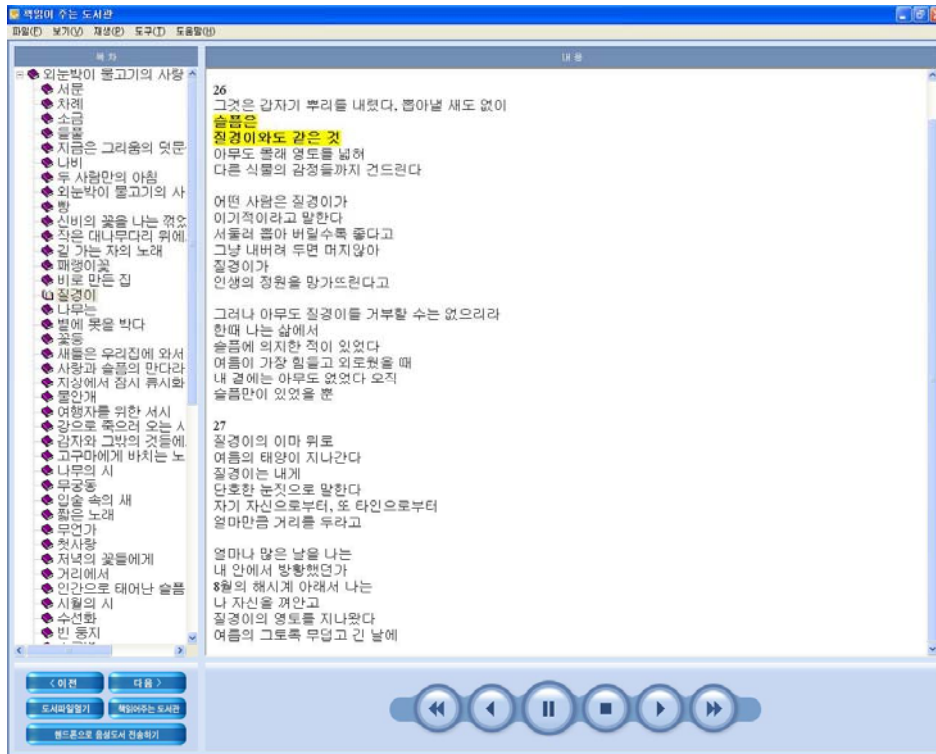 책읽어 주는 도서관
파일(F) 보기(V) 재생(P) 도구(T) 도움말(H)
목 차
외눈박이 물고기의 사랑
서문
차례
소금
들풀
지금은 그리움의 덧문
나비
두 사람만의 아침
외눈박이 물고기의 사
빵
신비의 꽃을 나는 꺾었
작은 대나무다리 위에
길 가는 자의 노래
패랭이꽃
비로 만든 집
질경이
나무는
별에 못을 박다
꽃등
새들은 우리집에 와서
사랑과 슬픔의 만다라
지상에서 잠시 류시화
물안개
여행자를 위한 서시
강으로 죽으러 오는 사
감자와 그밖의 것들에
고구마에게 바치는 노
나무의 시
무궁동
입술 속의 새
짧은 노래
무언가
첫사랑
저녁의 꽃들에게
거리에서
인간으로 태어난 슬픔
시월의 시
수선화
빈 둥지
내 용
26
그것은 갑자기 뿌리를 내렸다, 뽑아낼 새도 없이
슬픔은
질경이와도 같은 것
아무도 몰래 영토를 넓혀
다른 식물의 감정들까지 건드린다
어떤 사람은 질경이가
이기적이라고 말한다
서둘러 뽑아 버릴수록 좋다고
그냥 내버려 두면 머지않아
질경이가
인생의 정원을 망가뜨린다고
그러나 아무도 질경이를 거부할 수는 없으리라
한때 나는 삶에서
슬픔에 의지한 적이 있었다
여름이 가장 힘들고 외로웠을 때
내 곁에는 아무도 없었다 오직
슬픔만이 있었을 뿐
27
질경이의 이마 위로
여름의 태양이 지나간다
질경이는 내게
단호한 눈짓으로 말한다
자기 자신으로부터, 또 타인으로부터
얼마만큼 거리를 두라고
얼마나 많은 날을 나는
내 안에서 방황했던가
8월의 해시계 아래서 나는
나 자신을 껴안고
질경이의 영토를 지나왔다
여름의 그토록 무덥고 긴 날에
< 이전
다음 >
도서파일열기
책읽어주는 도서관
핸드폰으로 음성도서 전송하기